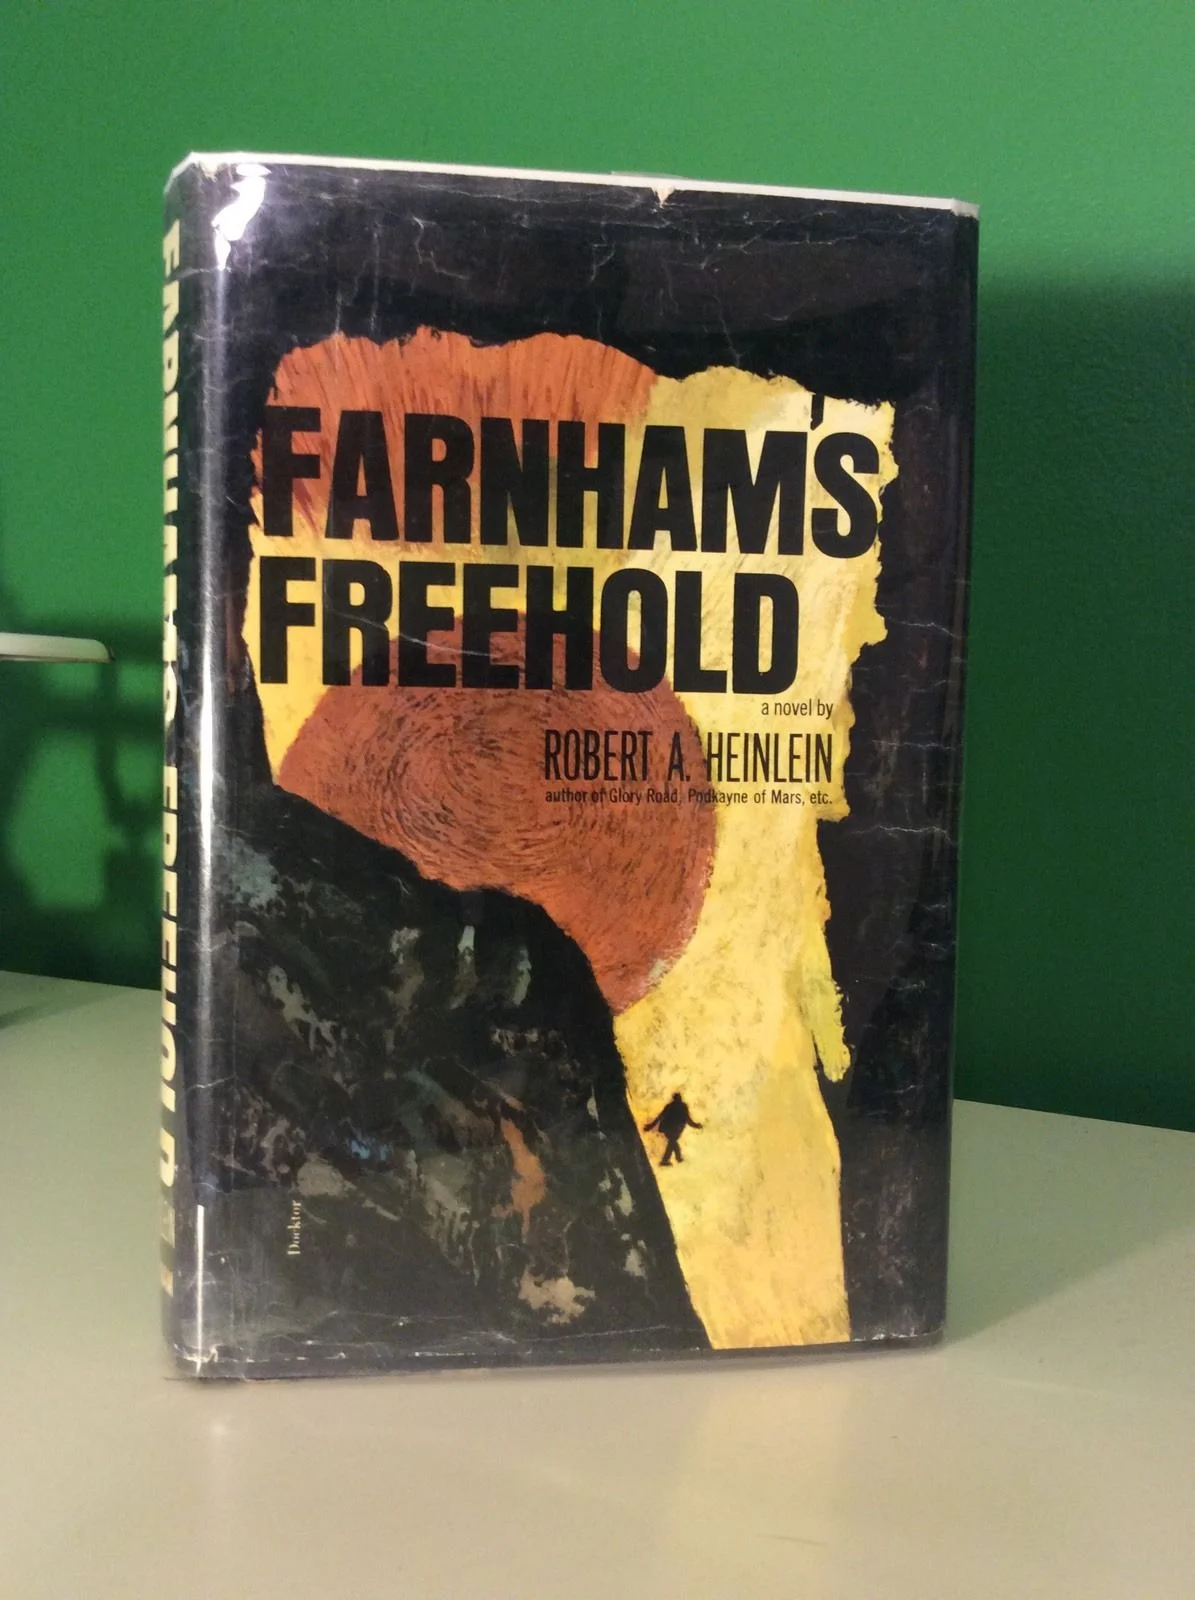 FARNHAM'S
FREEHOLD
a novel by
ROBERT A. HEINLEIN
author of Glory Road, Podkayne of Mars, etc.
Docktor
FARNHAM'S FREEHOLD